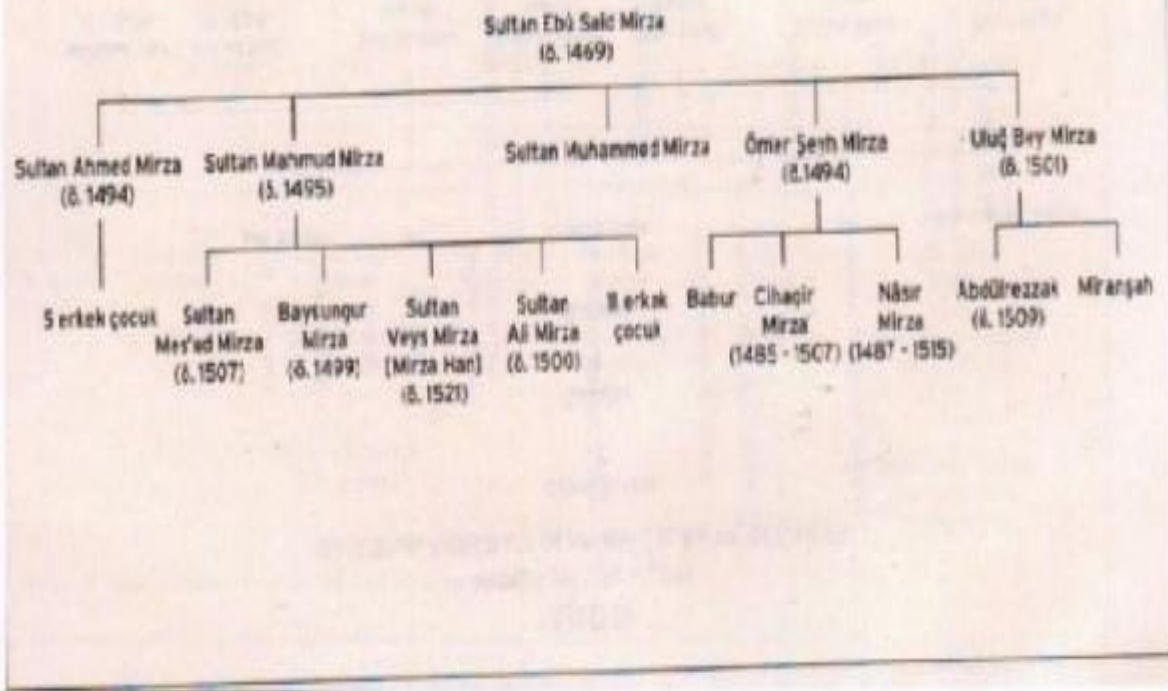 Sultan Ebû Said Mirza
(ö. 1469)
Sultan Ahmed Mirza
(ö. 1494)
Sultan Mahmud Mirza
(ö. 1495)
Sultan Muhammed Mirza
Ömer Şeyh Mirza
(ö.1494)
Uluğ Bey Mirza
(ö. 1501)
5 erkek çocuk
Sultan
Mes'ud Mirza
(ö.1507)
Baysungur
Mirza
(ö.1499)
Sultan
Veys Mirza
[Mirza Han]
(ö. 1521)
Sultan
Ali Mirza
(ö. 1500)
erkek
çocuk
Babur
Cihagir
Mirza
(1485 - 1507)
Nâsır
Mirza
(1487 - 1515)
Abdülrezzak
(ö. 1509)
Miranşah